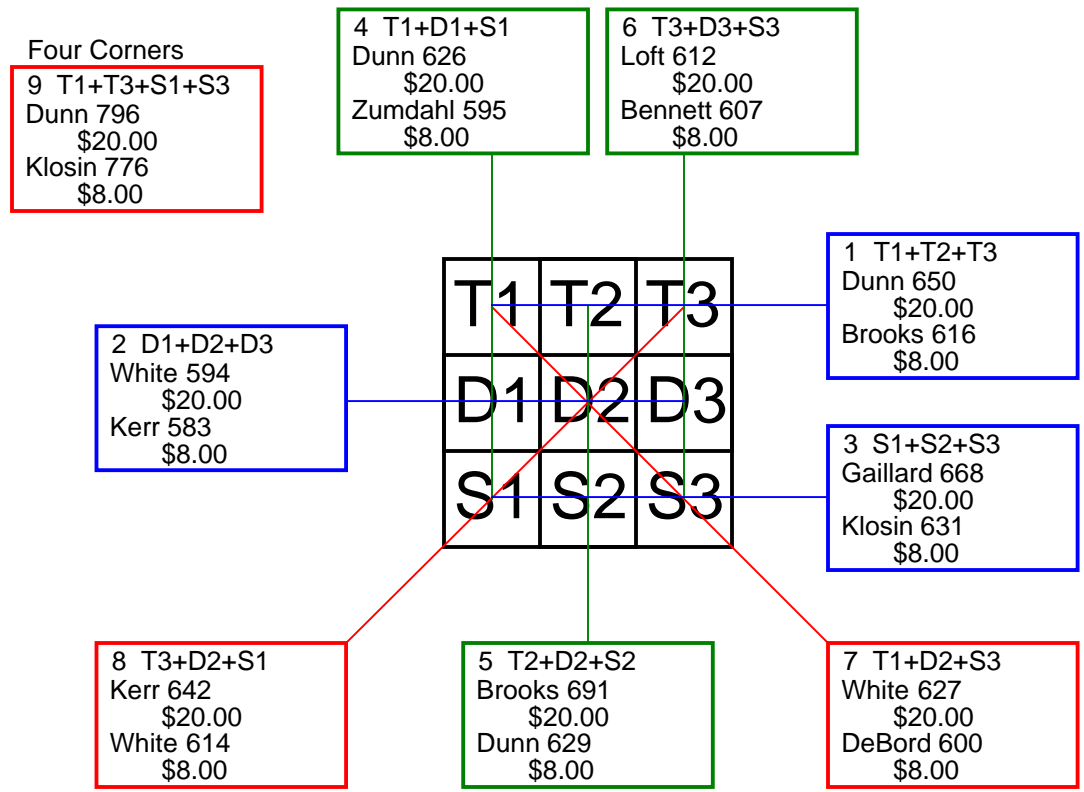 Four Corners
9 T1+T3+S1+S3
Dunn 796
$20.00
Klosin 776
$8.00
4 T1+D1+S1
Dunn 626
$20.00
Zumdahl 595
$8.00
6 T3+D3+S3
Loft 612
$20.00
Bennett 607
$8.00
1 T1+T2+T3
Dunn 650
$20.00
Brooks 616
$8.00
2 D1+D2+D3
White 594
$20.00
Kerr 583
$8.00
T1 T2 T3
D1 D2 D3
S1 S2 S3
3 S1+S2+S3
Gaillard 668
$20.00
Klosin 631
$8.00
8 T3+D2+S1
Kerr 642
$20.00
White 614
$8.00
5 T2+D2+S2
Brooks 691
$20.00
Dunn 629
$8.00
7 T1+D2+S3
White 627
$20.00
DeBord 600
$8.00